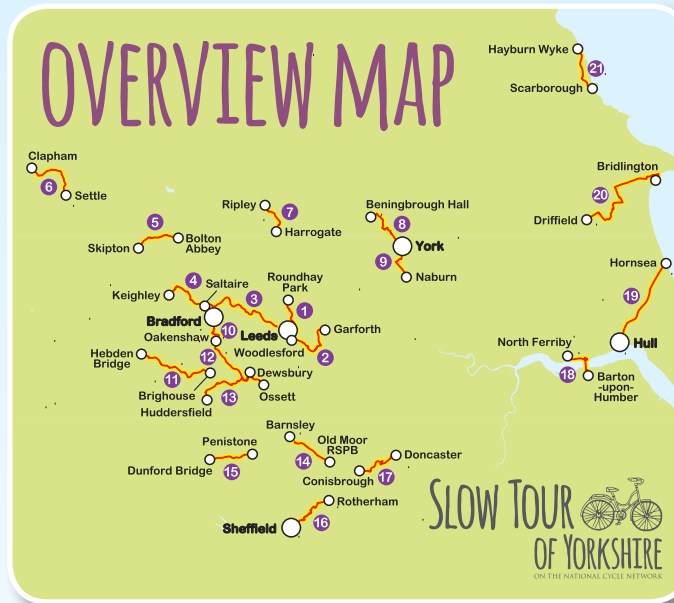 OVERVIEW MAP
Hayburn Wyke
21
Scarborough
Clapham
6
Settle
Bridlington
20
Driffield
Ripley
7
Harrogate
Beningbrough Hall
8
York
9
Naburn
5
Skipton
Bolton
Abbey
Hornsea
19
Hull
4
Saltaire
Keighley
3
Roundhay
Park
1
Bradford
10
Leeds
Garforth
Oakenshaw
Woodlesford
2
North Ferriby
18
Barton
-upon-
Humber
Hebden
Bridge
12
11
Dewsbury
Brighouse
13
Ossett
Huddersfield
Barnsley
Old Moor
RSPB
14
Penistone
Dunford Bridge
15
Doncaster
Conisbrough
17
Rotherham
Sheffield
16
SLOW TOUR
OF YORKSHIRE
ON THE NATIONAL CYCLE NETWORK